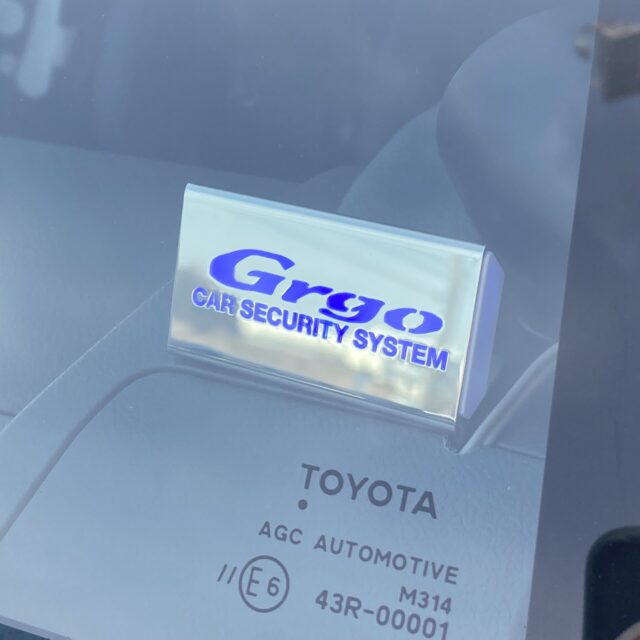 Grgo
CAR SECURITY SYSTEM
TOYOTA
AGC AUTOMOTIVE
M314
//
E6
43R-00001